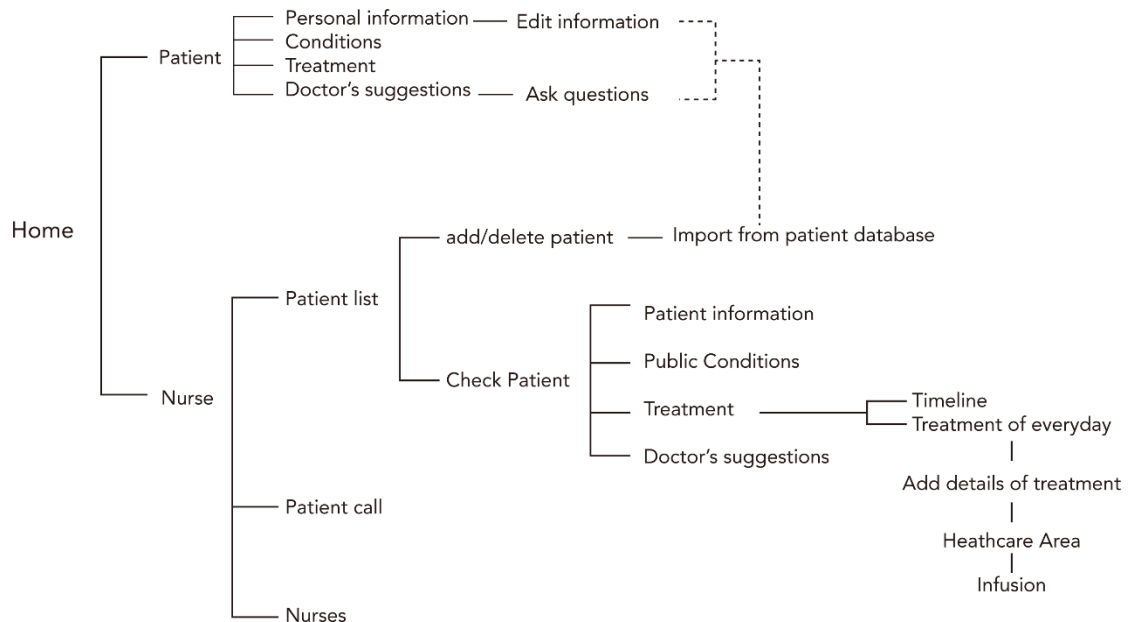 Home
Patient
Personal information
Edit information
Conditions
Treatment
Doctor's suggestions
Ask questions
Nurse
Patient list
add/delete patient
Import from patient database
Check Patient
Patient information
Public Conditions
Treatment
Timeline
Treatment of everyday
Add details of treatment
Heathcare Area
Infusion
Doctor's suggestions
Patient call
Nurses